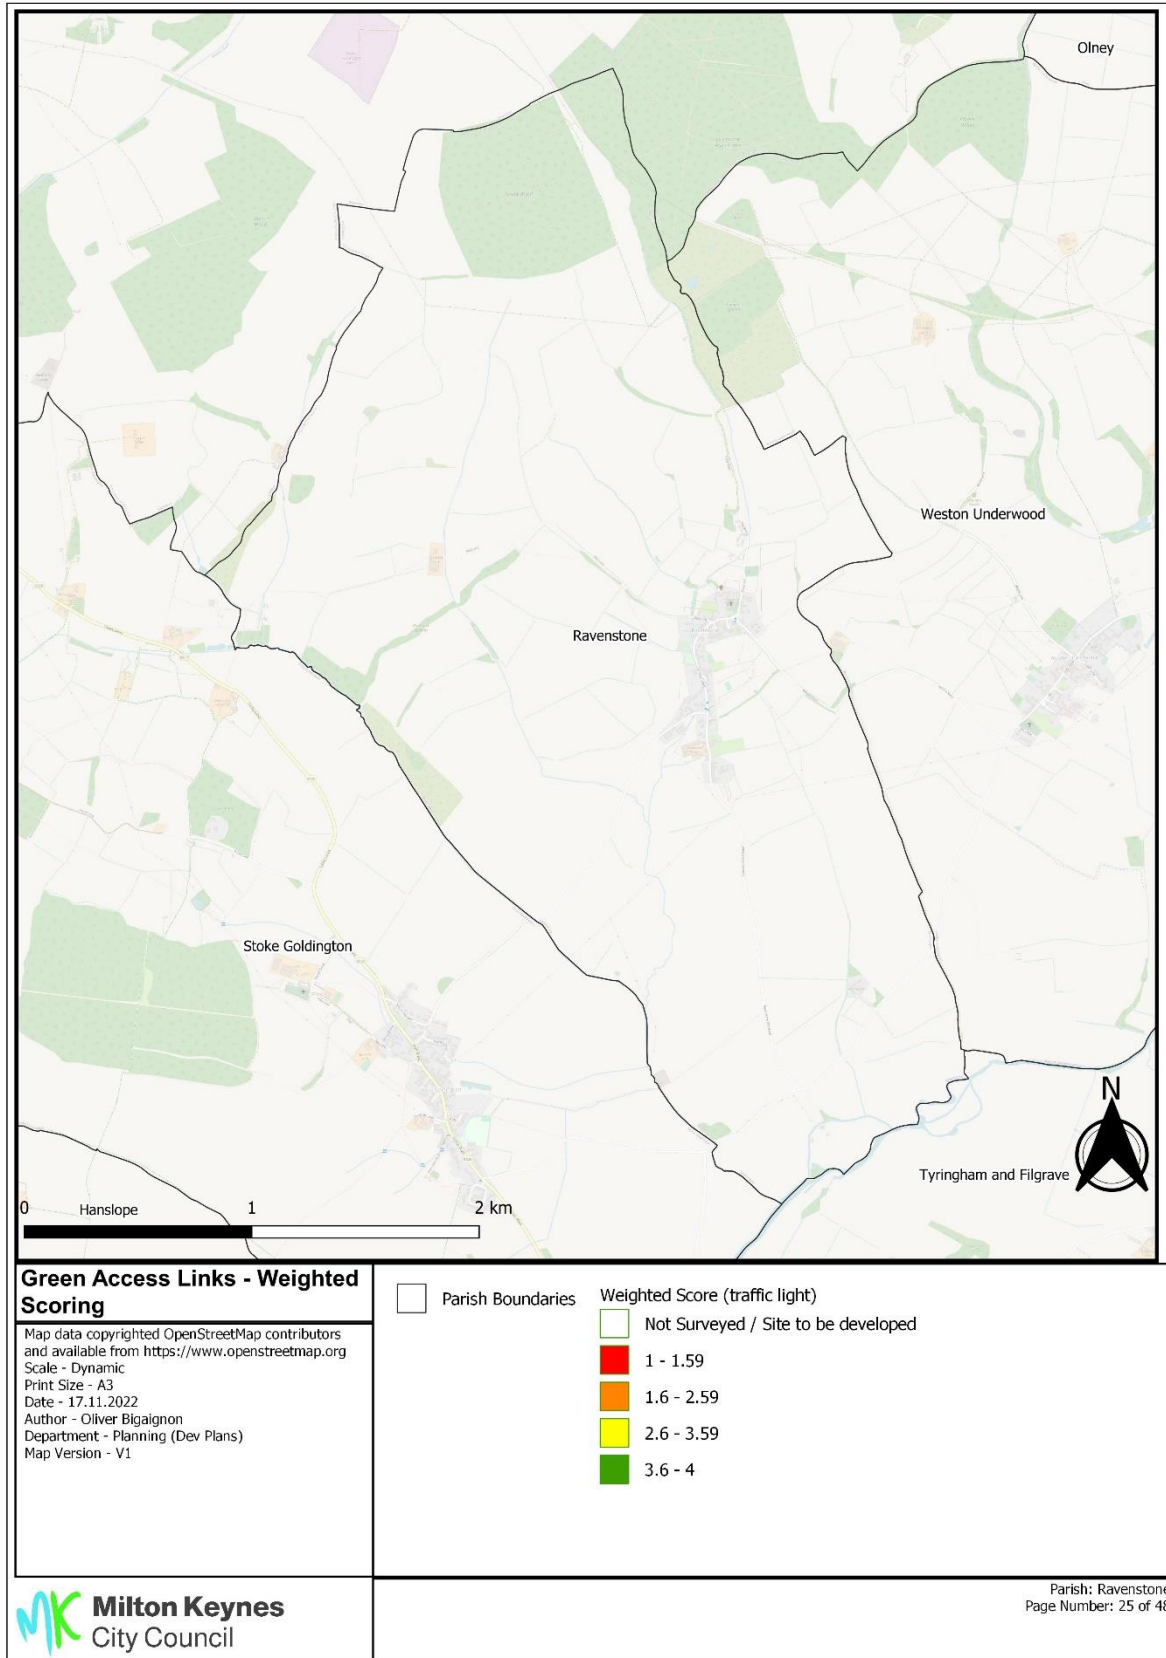 Olney
Weston Underwood
Ravenstone
Stoke Goldington
Tyringham and Filgrave
N
Hanslope
0 1 2 km
Green Access Links - Weighted
Scoring
Map data copyrighted OpenStreetMap contributors
and available from https://www.openstreetmap.org
Scale - Dynamic
Print Size - A3
Date - 17.11.2022
Author - Oliver Bigaignon
Department - Planning (Dev Plans)
Map Version - V1
Parish Boundaries
Weighted Score (traffic light)
Not Surveyed / Site to be developed
1 - 1.59
1.6 - 2.59
2.6 - 3.59
3.6 - 4
MK Milton Keynes
City Council
Parish: Ravenstone
Page Number: 25 of 48